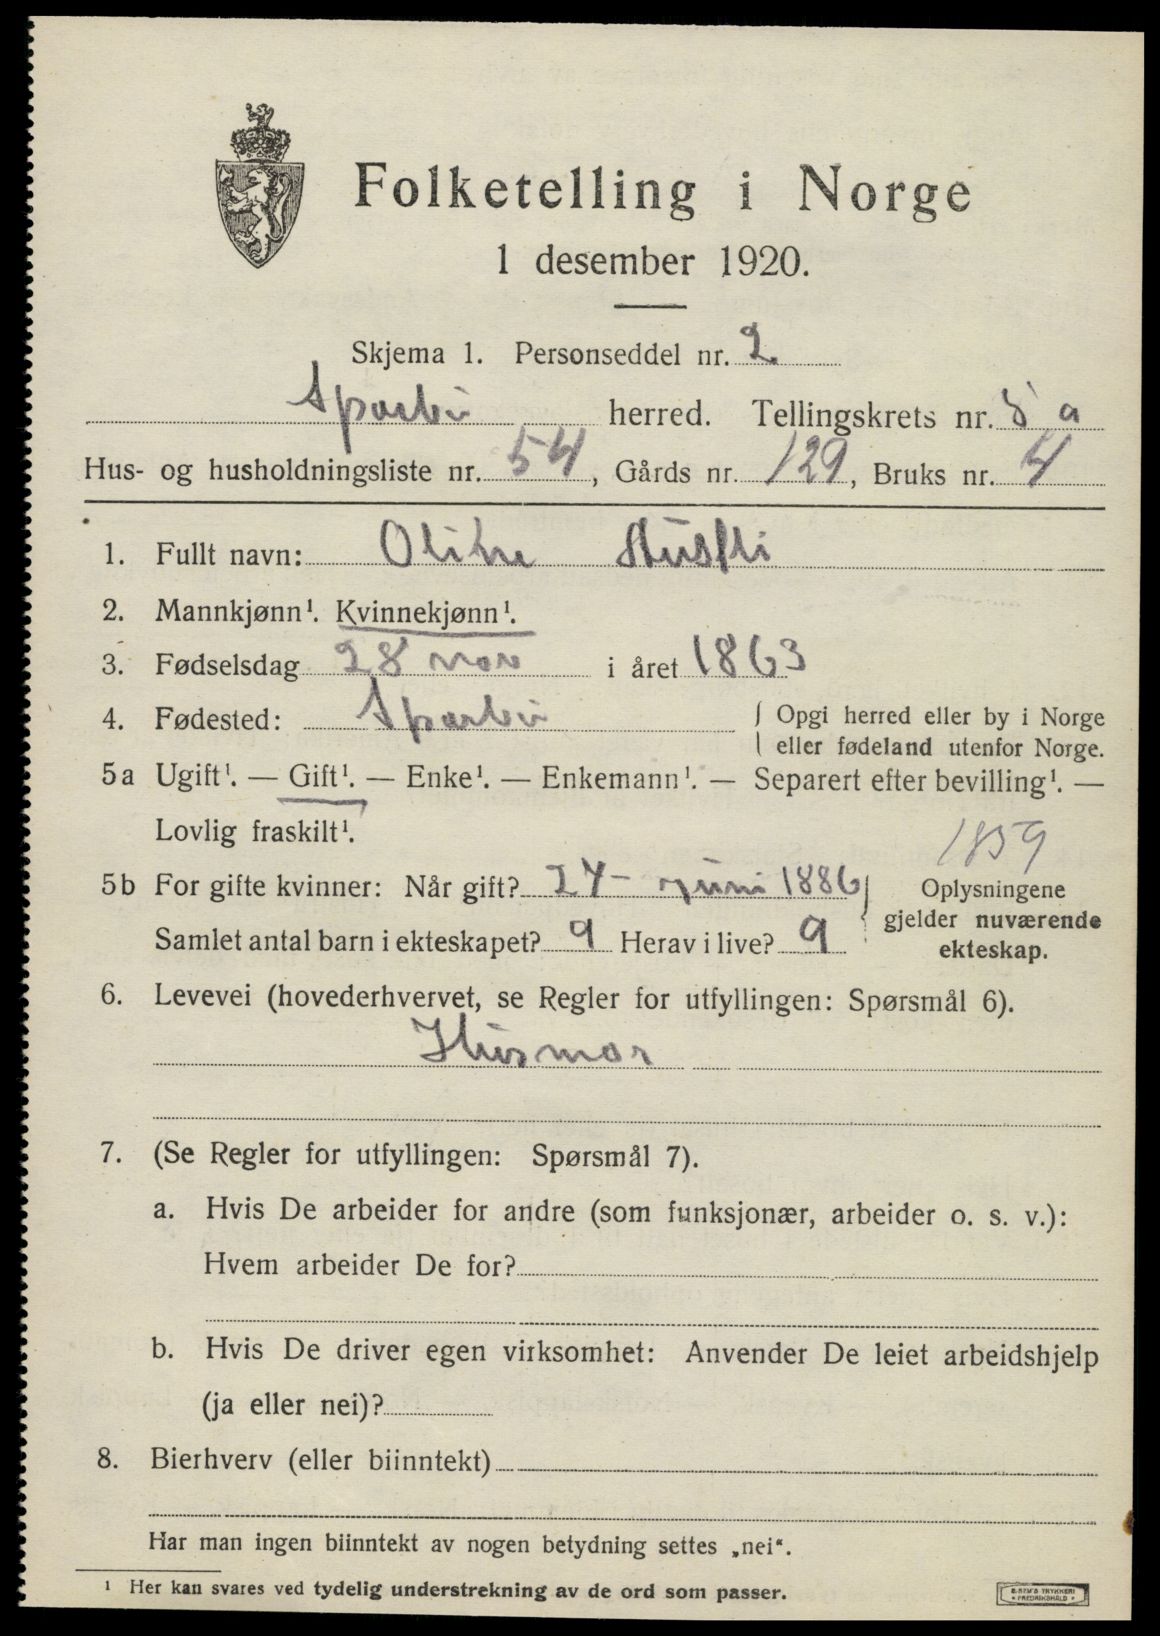 Folketelling i Norge
1 desember 1920.
Skjema 1. Personseddel nr. 2
Sparbu herred. Tellingskrets nr. 8 a
Hus- og husholdningsliste nr. 54, Gårds nr. 129, Bruks nr. 4
1. Fullt navn: Oline
2. Mannkjønn¹. Kvinnekjønn¹.
3. Fødselsdag 28 nov i året 1863
4. Fødested: Sparbu { Opgi herred eller by i Norge
eller fødeland utenfor Norge.
5a Ugift¹. — Gift¹. — Enke¹. — Enkemann¹. — Separert efter bevilling¹. —
Lovlig fraskilt¹.
1859
5b For gifte kvinner: Når gift? 27 juni 1886 } Oplysningene
gjelder nuværende
Samlet antal barn i ekteskapet? 9 Herav i live? 9 ekteskap.
6. Levevei (hovederhvervet, se Regler for utfyllingen: Spørsmål 6).
Husmor
7. (Se Regler for utfyllingen: Spørsmål 7).
a. Hvis De arbeider for andre (som funksjonær, arbeider o. s. v.):
Hvem arbeider De for?
b. Hvis De driver egen virksomhet: Anvender De leiet arbeidshjelp
(ja eller nei)?
8. Bierhverv (eller biinntekt)
Har man ingen biinntekt av nogen betydning settes „nei“.
¹ Her kan svares ved tydelig understrekning av de ord som passer.